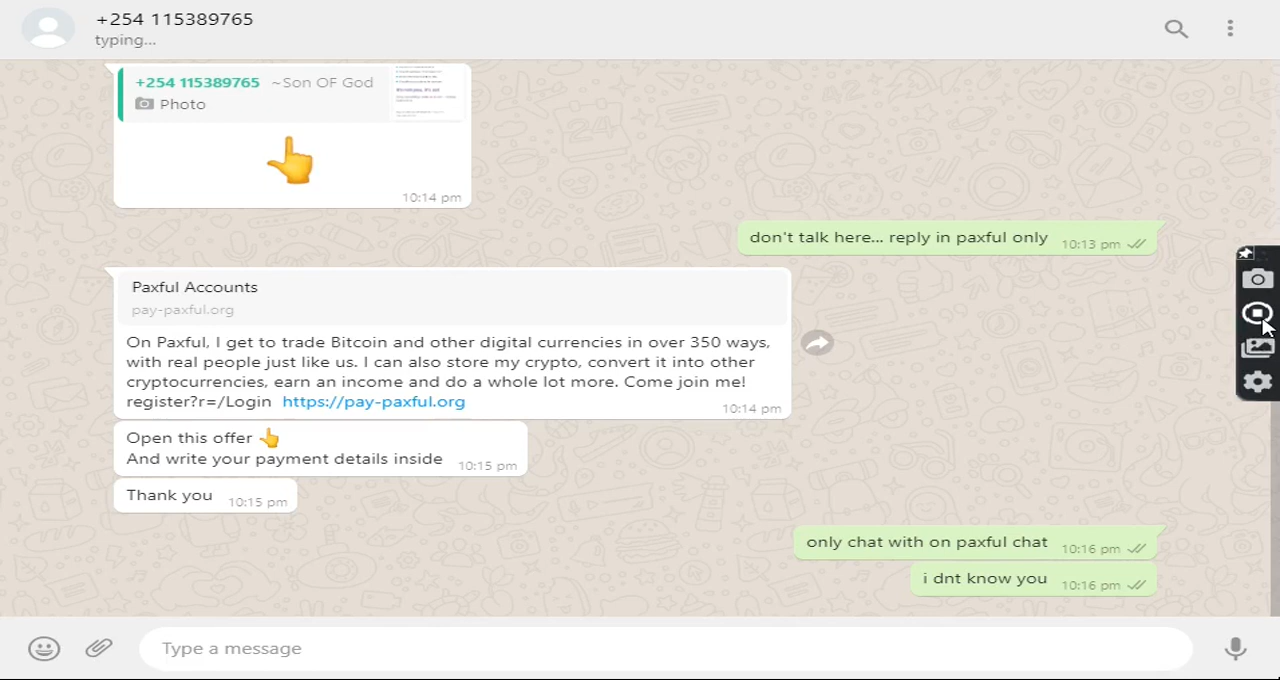 +254 115389765
typing...
+254 115389765 ~Son OF God
Photo
10:14 pm
don't talk here... reply in paxful only 10:13 pm
Paxful Accounts
pay-paxful.org
On Paxful, I get to trade Bitcoin and other digital currencies in over 350 ways,
with real people just like us. I can also store my crypto, convert it into other
cryptocurrencies, earn an income and do a whole lot more. Come join me!
register?r=/Login https://pay-paxful.org
10:14 pm
Open this offer 👆
And write your payment details inside 10:15 pm
Thank you 10:15 pm
only chat with on paxful chat 10:16 pm
i dnt know you 10:16 pm
Type a message